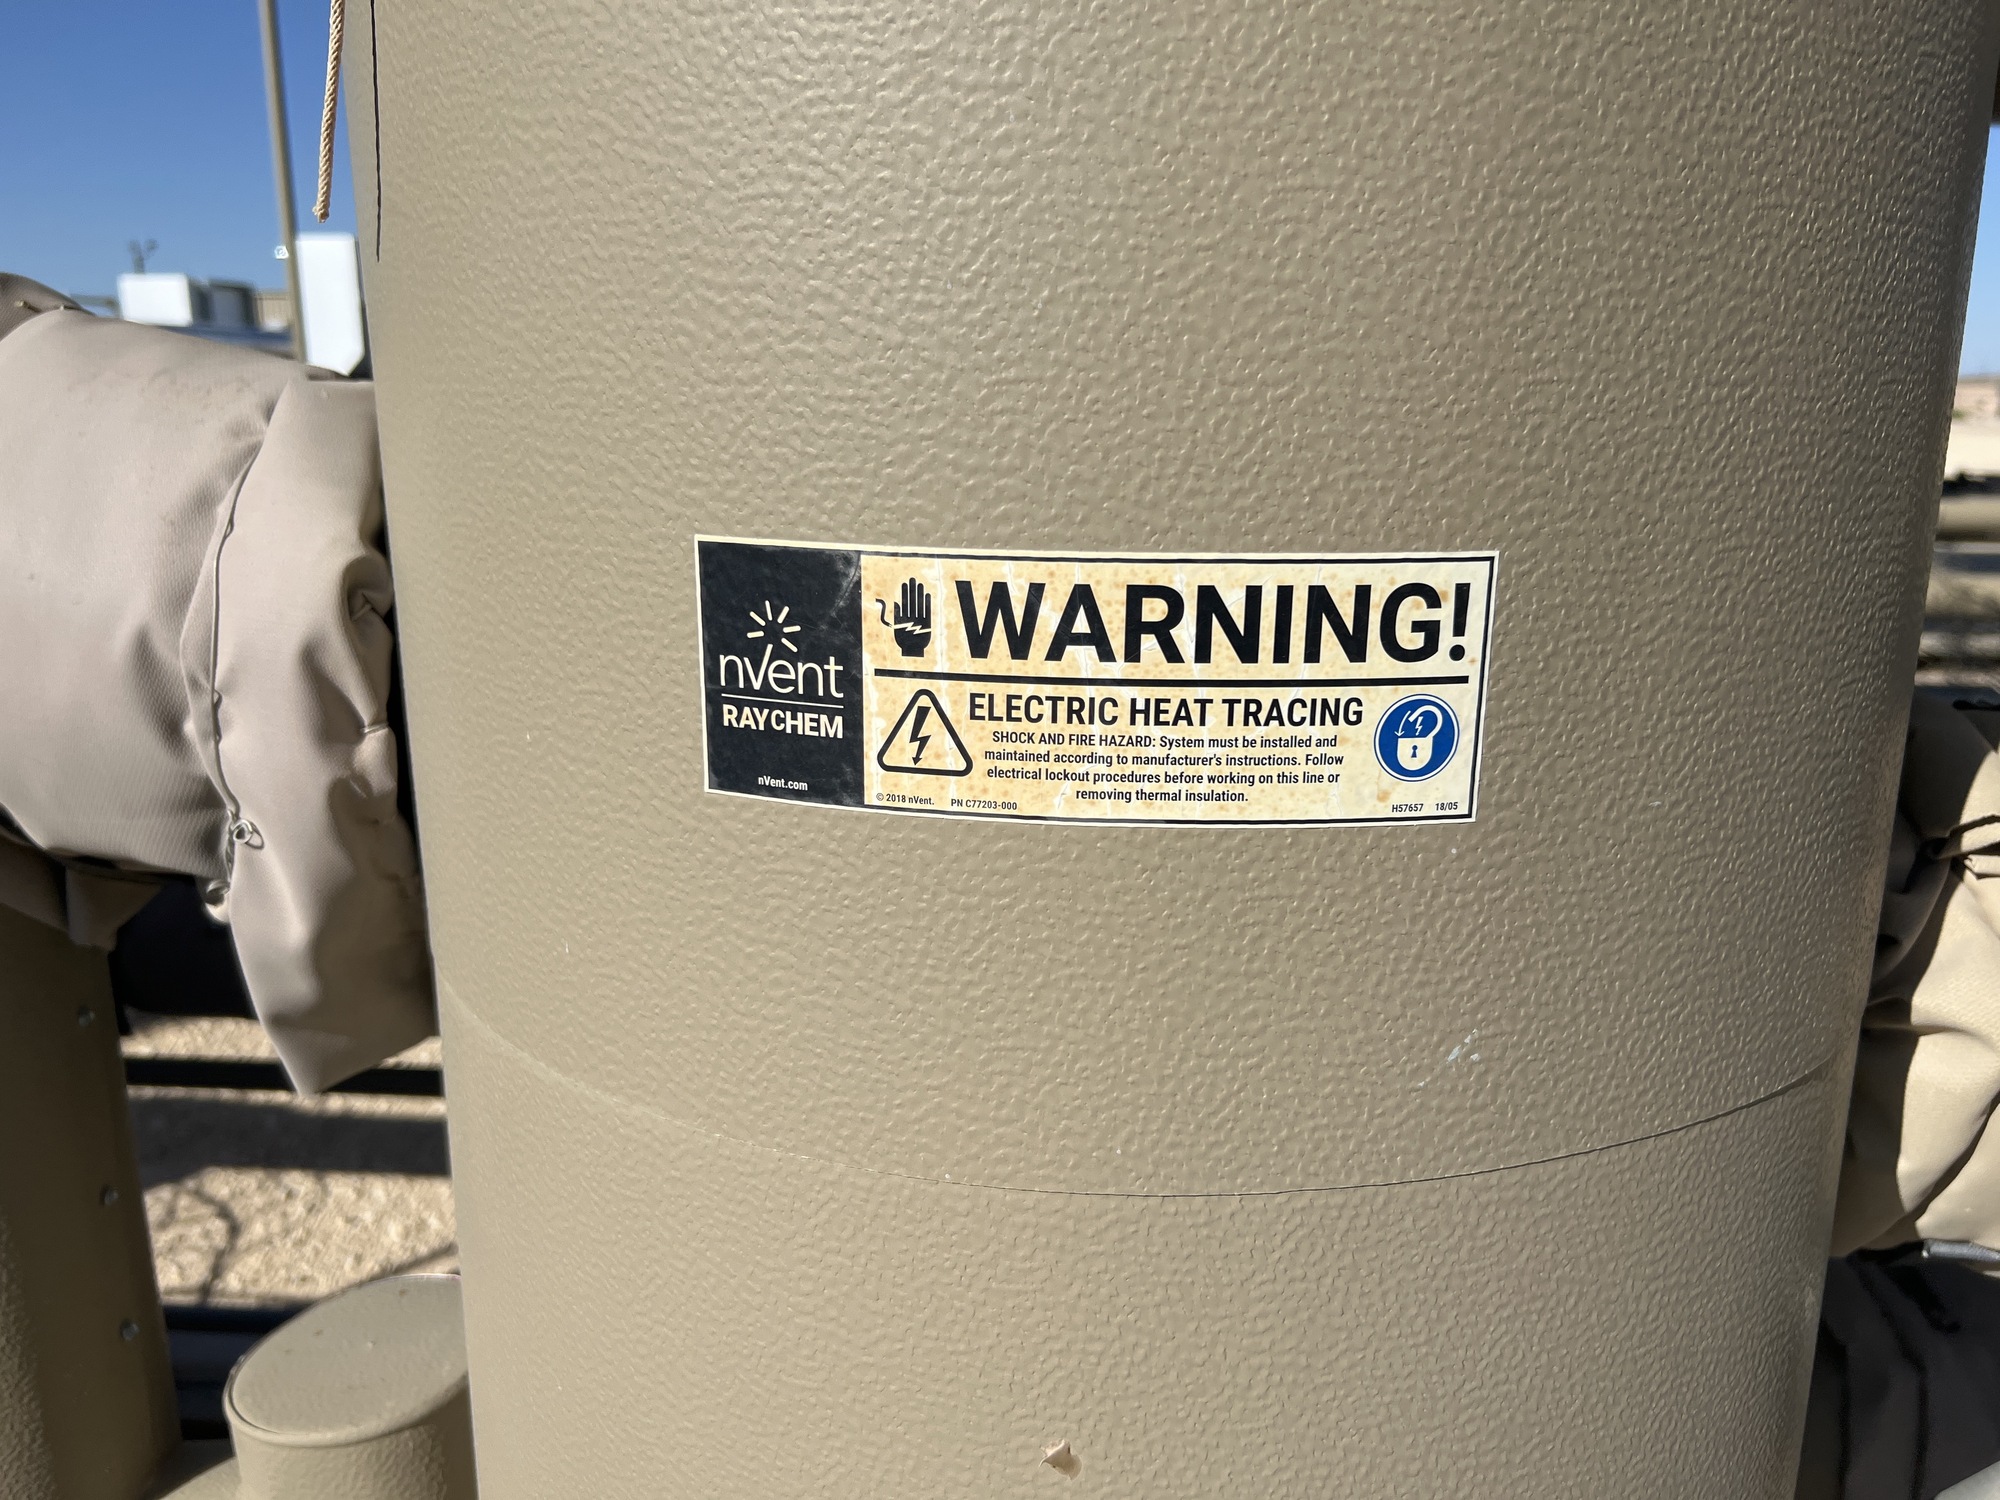 nVent
RAYCHEM
nVent.com
WARNING!
ELECTRIC HEAT TRACING
SHOCK AND FIRE HAZARD: System must be installed and
maintained according to manufacturer's instructions. Follow
electrical lockout procedures before working on this line or
removing thermal insulation.
© 2018 nVent. PN C77203-000
H57657 18/05